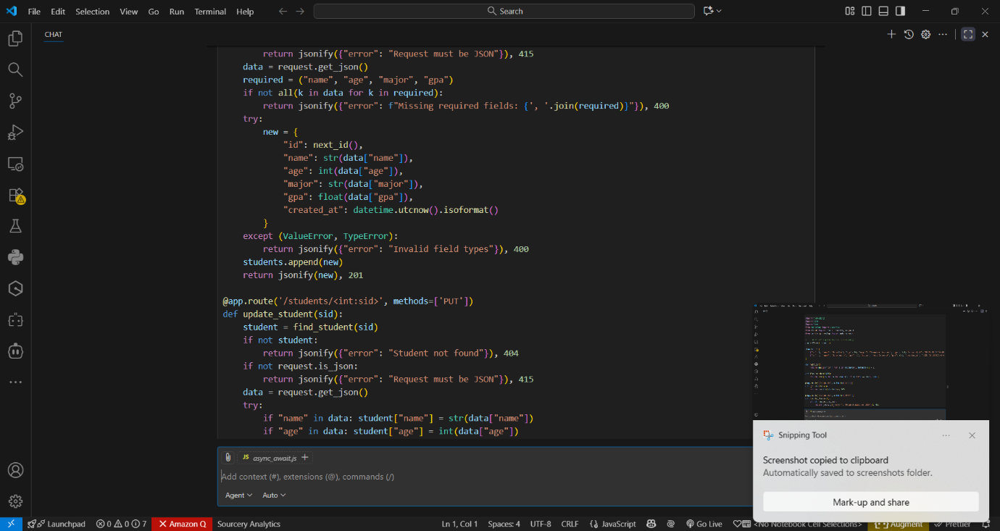 File Edit Selection View Go Run Terminal Help
Search
CHAT
return jsonify({"error": "Request must be JSON"}), 415
data = request.get_json()
required = ("name", "age", "major", "gpa")
if not all(k in data for k in required):
return jsonify({"error": f"Missing required fields: {', '.join(required)}"}), 400
try:
new = {
"id": next_id(),
"name": str(data["name"]),
"age": int(data["age"]),
"major": str(data["major"]),
"gpa": float(data["gpa"]),
"created_at": datetime.utcnow().isoformat()
}
except (ValueError, TypeError):
return jsonify({"error": "Invalid field types"}), 400
students.append(new)
return jsonify(new), 201
@app.route('/students/<int:sid>', methods=['PUT'])
def update_student(sid):
student = find_student(sid)
if not student:
return jsonify({"error": "Student not found"}), 404
if not request.is_json:
return jsonify({"error": "Request must be JSON"}), 415
data = request.get_json()
try:
if "name" in data: student["name"] = str(data["name"])
if "age" in data: student["age"] = int(data["age"])
JS async_await.js +
Add context (#), extensions (@), commands (/)
Agent Auto
Snipping Tool
Screenshot copied to clipboard
Automatically saved to screenshots folder.
Mark-up and share
Launchpad 0 0 7 Amazon Q Sourcery Analytics Ln 1, Col 1 Spaces: 4 UTF-8 CRLF JavaScript Go Live <No Notebook Cell Selections> Augment Prettier